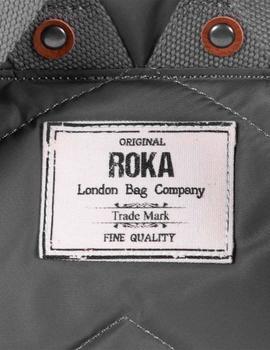 ORIGINAL
ROKA
London Bag Company
Trade Mark
FINE QUALITY